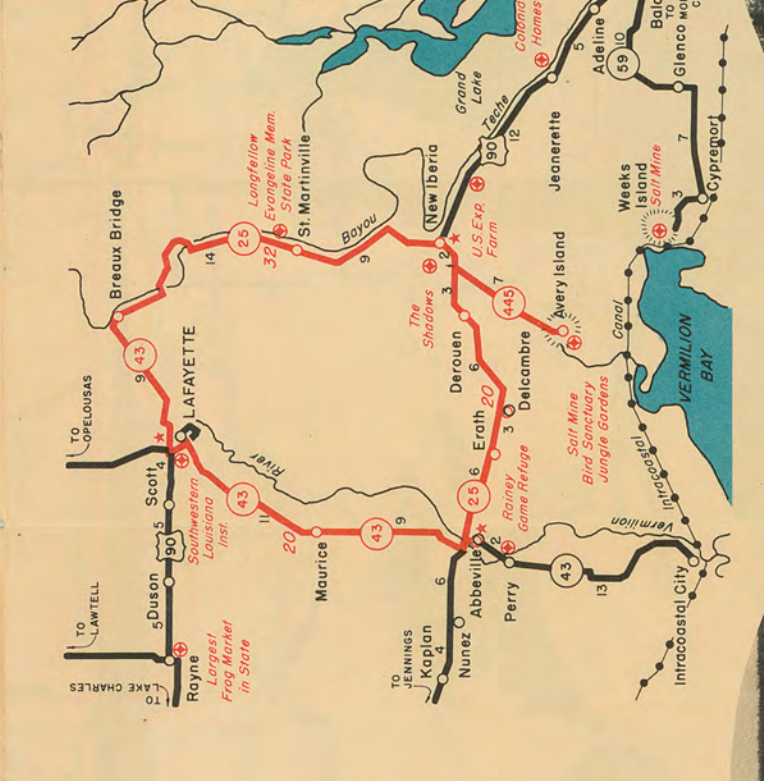 TO
LAKE CHARLES
TO
LAWTELL
TO
OPELOUSAS
Rayne
Largest
Frog Market
in State
5
Duson
90
5
Scott
4
LAFAYETTE
Southwestern
Louisiana
Inst.
9
43
Breaux Bridge
14
25
32
Longfellow
Evangeline Mem.
State Park
St. Martinville
Bayou
9
River
43
11
20
Maurice
43
9
TO
JENNINGS
Kaplan
4
Nunez
6
Abbeville
2
Perry
Rainey
Game Refuge
25
6
Erath
3
20
Delcambre
6
Derouen
3
2
The
Shadows
New Iberia
U.S. Exp.
Farm
90
Teche
12
Grand
Lake
Jeanerette
Colonial
Homes
5
Adeline
10
59
TO
Glenco
7
Cypremort
3
Weeks
Island
Salt Mine
445
7
Avery Island
Salt Mine
Bird Sanctuary
Jungle Gardens
VERMILION
BAY
Canal
Intracoastal
Vermilion
43
13
Intracoastal City